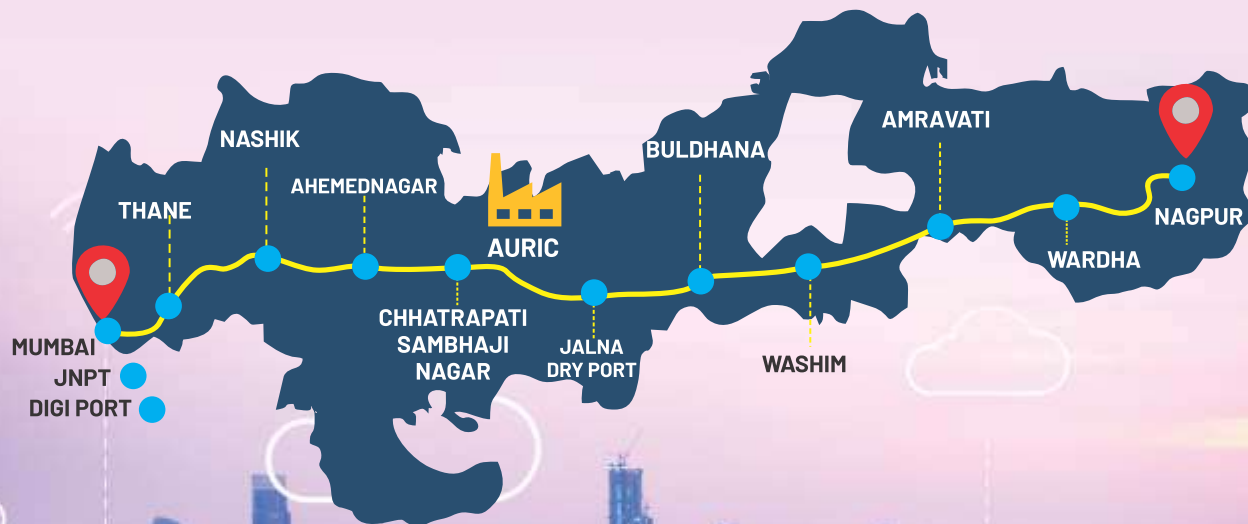 NASHIK
AHEMEDNAGAR
THANE
AURIC
BULDHANA
AMRAVATI
NAGPUR
WARDHA
CHHATRAPATI
SAMBHAJI
NAGAR
JALNA
DRY PORT
WASHIM
MUMBAI
JNPT
DIGI PORT